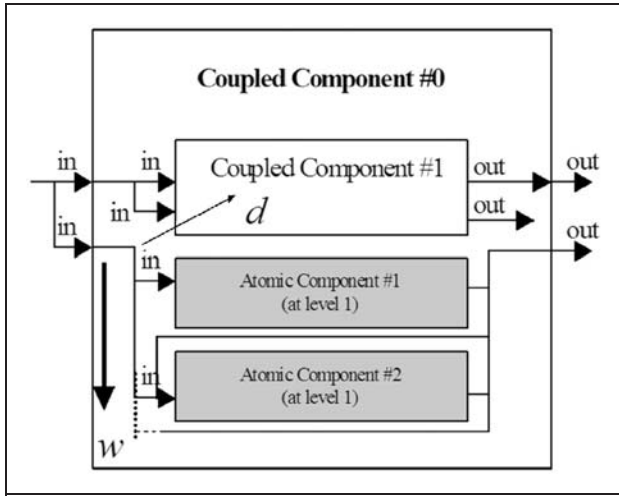 Coupled Component #0
in
in
Coupled Component #1
out
out
in
out
in
d
in
Atomic Component #1
(at level 1)
out
in
Atomic Component #2
(at level 1)
w